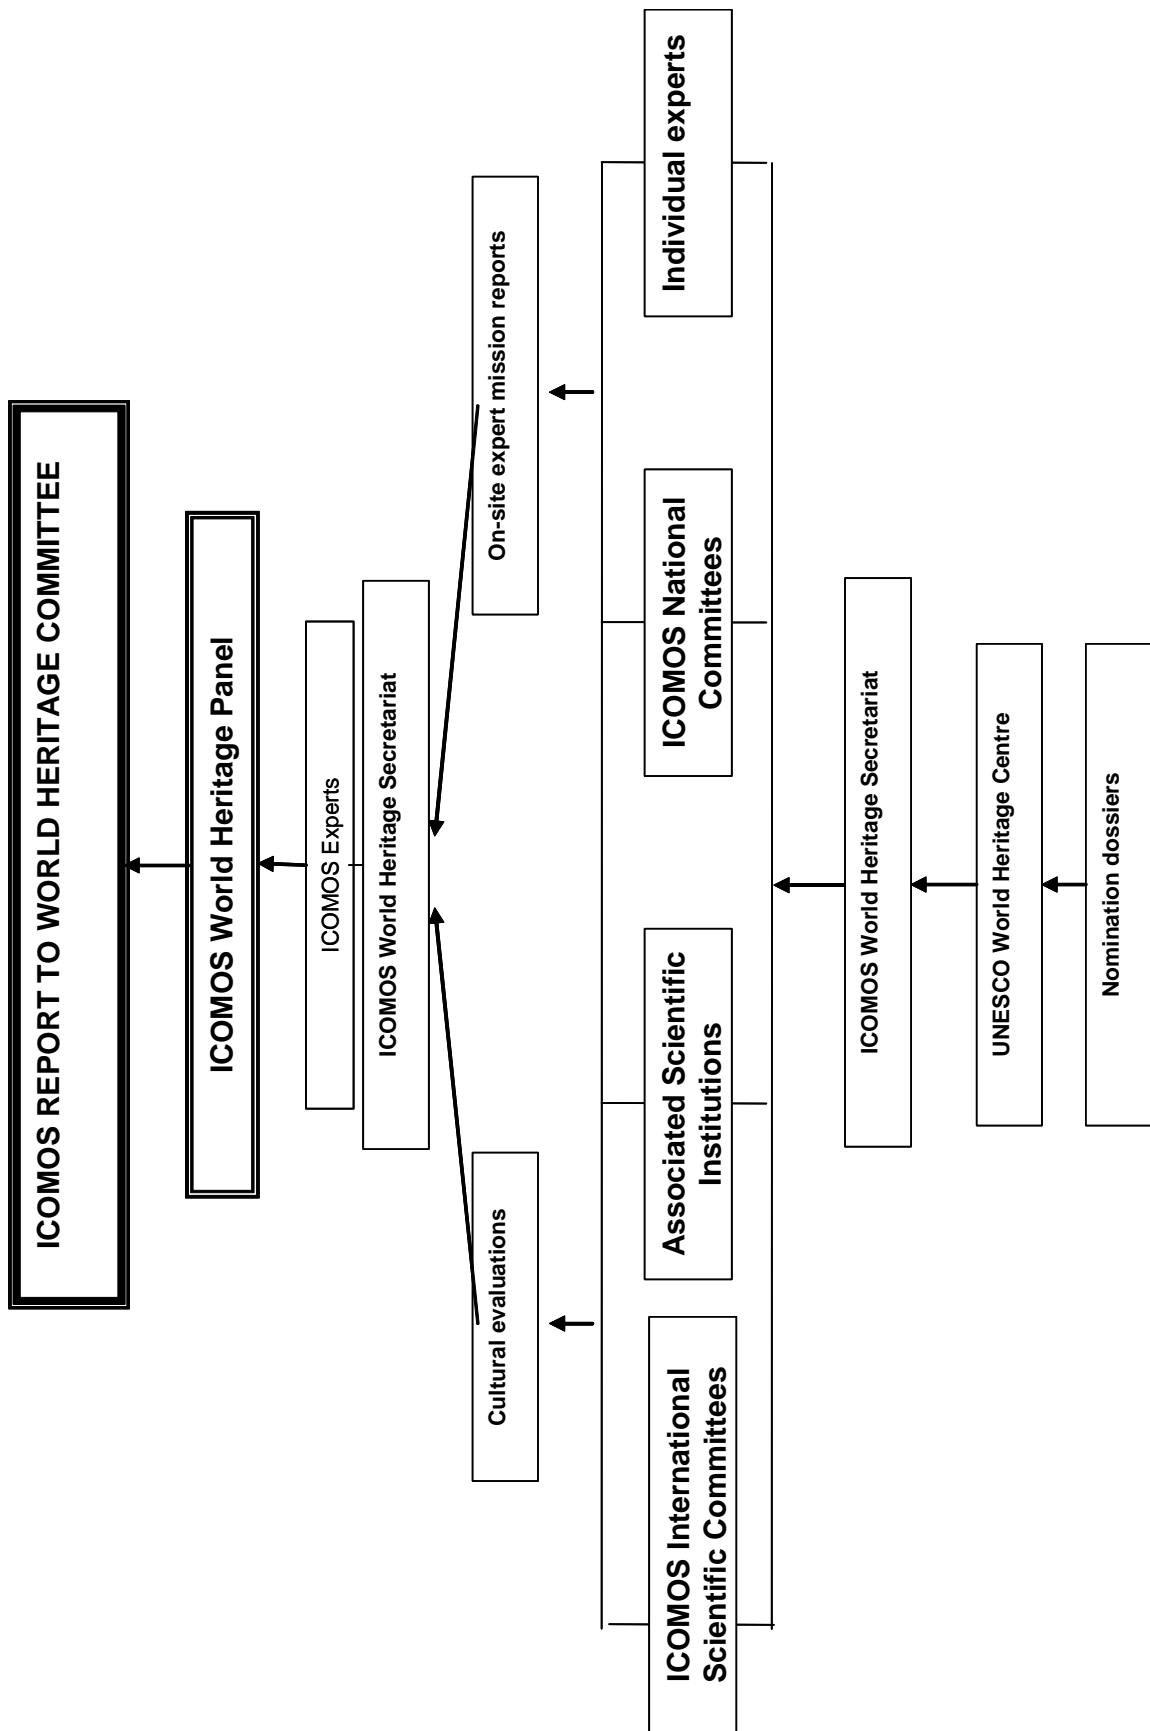 ICOMOS REPORT TO WORLD HERITAGE COMMITTEE
ICOMOS World Heritage Panel
ICOMOS Experts
ICOMOS World Heritage Secretariat
Cultural evaluations
On-site expert mission reports
ICOMOS International
Scientific Committees
Associated Scientific
Institutions
ICOMOS National
Committees
Individual experts
ICOMOS World Heritage Secretariat
UNESCO World Heritage Centre
Nomination dossiers